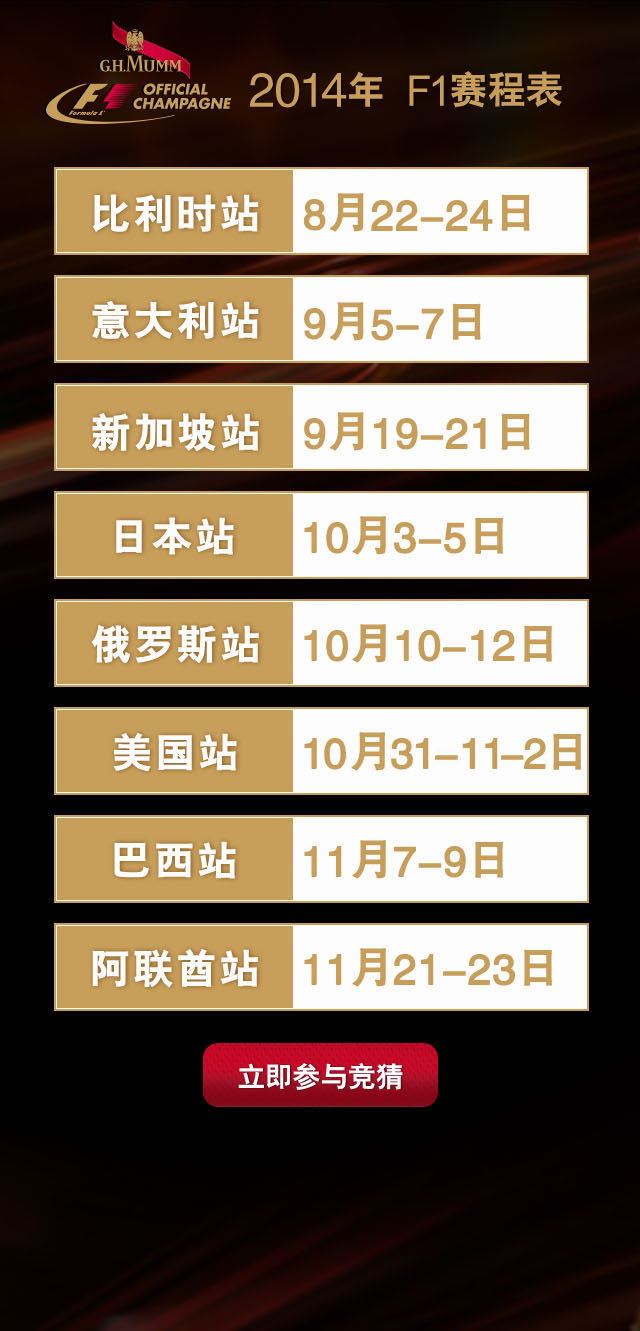 G.H.MUMM
F1
Formula 1
OFFICIAL
CHAMPAGNE
2014年 F1赛程表
比利时站 8月22-24日
意大利站 9月5-7日
新加坡站 9月19-21日
日本站 10月3-5日
俄罗斯站 10月10-12日
美国站 10月31-11-2日
巴西站 11月7-9日
阿联酋站 11月21-23日
立即参与竞猜